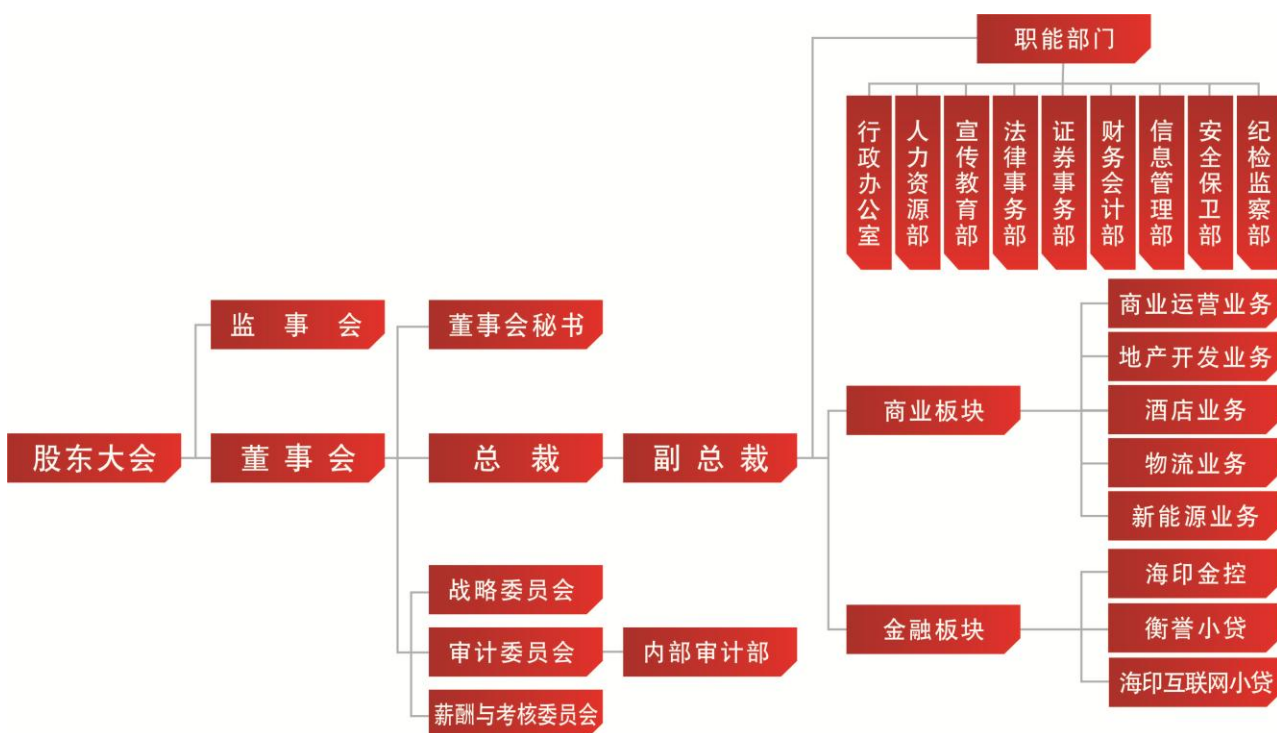 职能部门
行政办公室
人力资源部
宣传教育部
法律事务部
证券事务部
财务会计部
信息管理部
安全保卫部
纪检监察部
监事会
董事会秘书
商业运营业务
地产开发业务
商业板块
酒店业务
股东大会
董事会
总裁
副总裁
物流业务
新能源业务
战略委员会
海印金控
审计委员会
内部审计部
金融板块
衡誉小贷
薪酬与考核委员会
海印互联网小贷